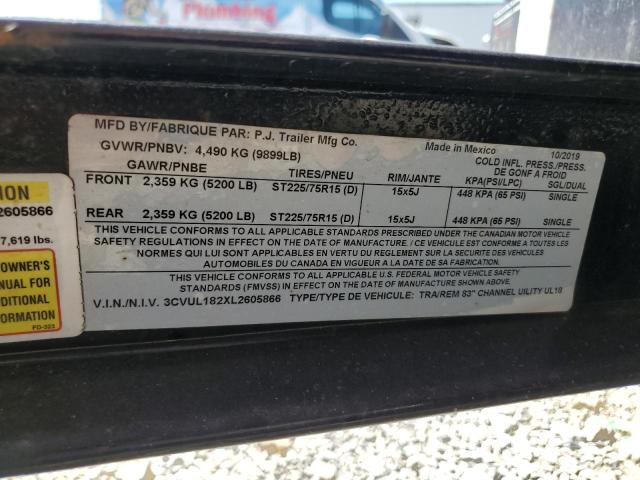 Plumbing
MFD BY/FABRIQUE PAR: P.J. Trailer Mfg Co.
Made in Mexico
10/2019
GVWR/PNBV: 4,490 KG (9899LB)
COLD INFL. PRESS./PRESS.
DE GONF A FROID
GAWR/PNBE TIRES/PNEU RIM/JANTE KPA(PSI/LPC) SGL/DUAL
FRONT 2,359 KG (5200 LB) ST225/75R15 (D) 15x5J 448 KPA (65 PSI) SINGLE
REAR 2,359 KG (5200 LB) ST225/75R15 (D) 15x5J 448 KPA (65 PSI) SINGLE
THIS VEHICLE CONFORMS TO ALL APPLICABLE STANDARDS PRESCRIBED UNDER THE CANADIAN MOTOR VEHICLE
SAFETY REGULATIONS IN EFFECT ON THE DATE OF MANUFACTURE. / CE VEHICULE EST CONFORME A TOUTES LES
NORMES QUI LUI SONT APPLICABLES EN VERTU DU REGLEMENT SUR LA SECURITE DES VEHICULES
AUTOMOBILES DU CANADA EN VIGUEUR A LA DATE DE SA FABRICATION.
THIS VEHICLE CONFORMS TO ALL APPLICABLE U.S. FEDERAL MOTOR VEHICLE SAFETY
STANDARDS (FMVSS) IN EFFECT ON THE DATE OF MANUFACTURE SHOWN ABOVE.
V.I.N./N.I.V. 3CVUL182XL2605866 TYPE/TYPE DE VEHICULE: TRA/REM 83" CHANNEL UILITY UL18
TION
2605866
7,619 lbs.
OWNER'S
MANUAL FOR
ADDITIONAL
INFORMATION
PD-323